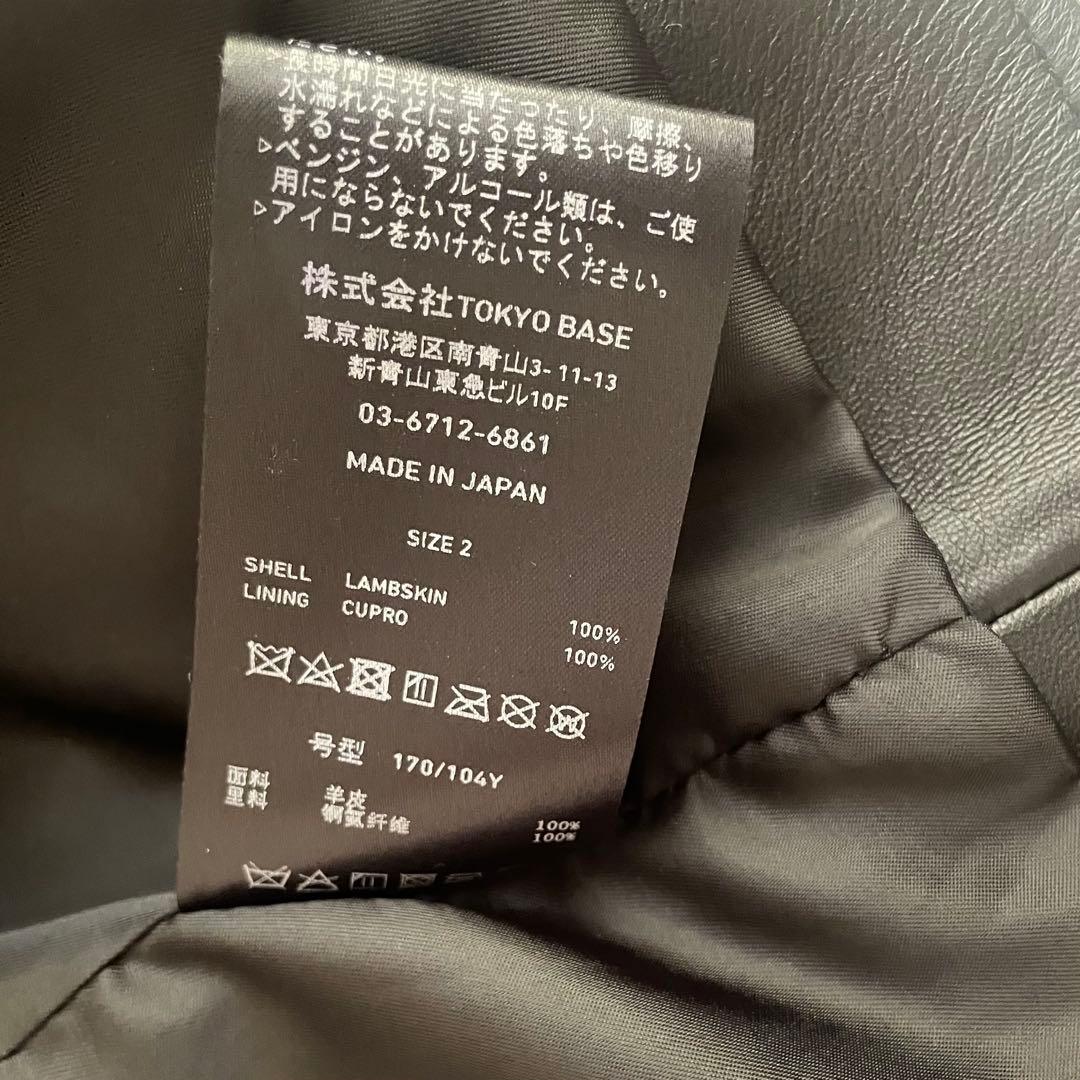 ださい。
長時間日光に当たったり、摩擦、
水濡れなどによる色落ちや色移り
することがあります。
▷ベンジン、アルコール類は、ご使
用にならないでください。
▷アイロンをかけないでください。
株式会社TOKYO BASE
東京都港区南青山3-11-13
新青山東急ビル10F
03-6712-6861
MADE IN JAPAN
SIZE 2
SHELL LAMBSKIN 100%
LINING CUPRO 100%
号型 170/104Y
面料 羊皮 100%
里料 铜氨纤维 100%